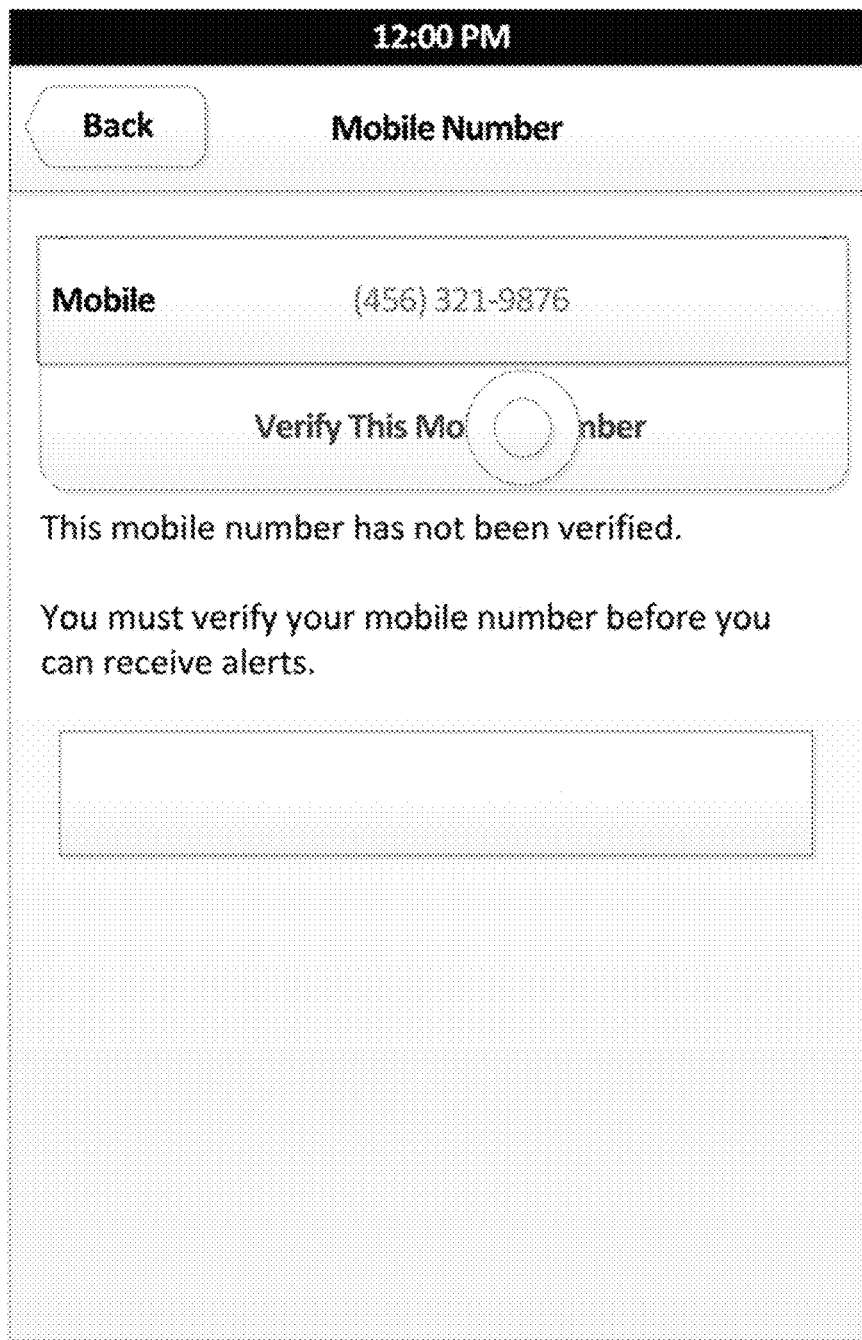 12:00 PM
Back
Mobile Number
Mobile (456) 321-9876
Verify This Mo nber
This mobile number has not been verified.
You must verify your mobile number before you
can receive alerts.